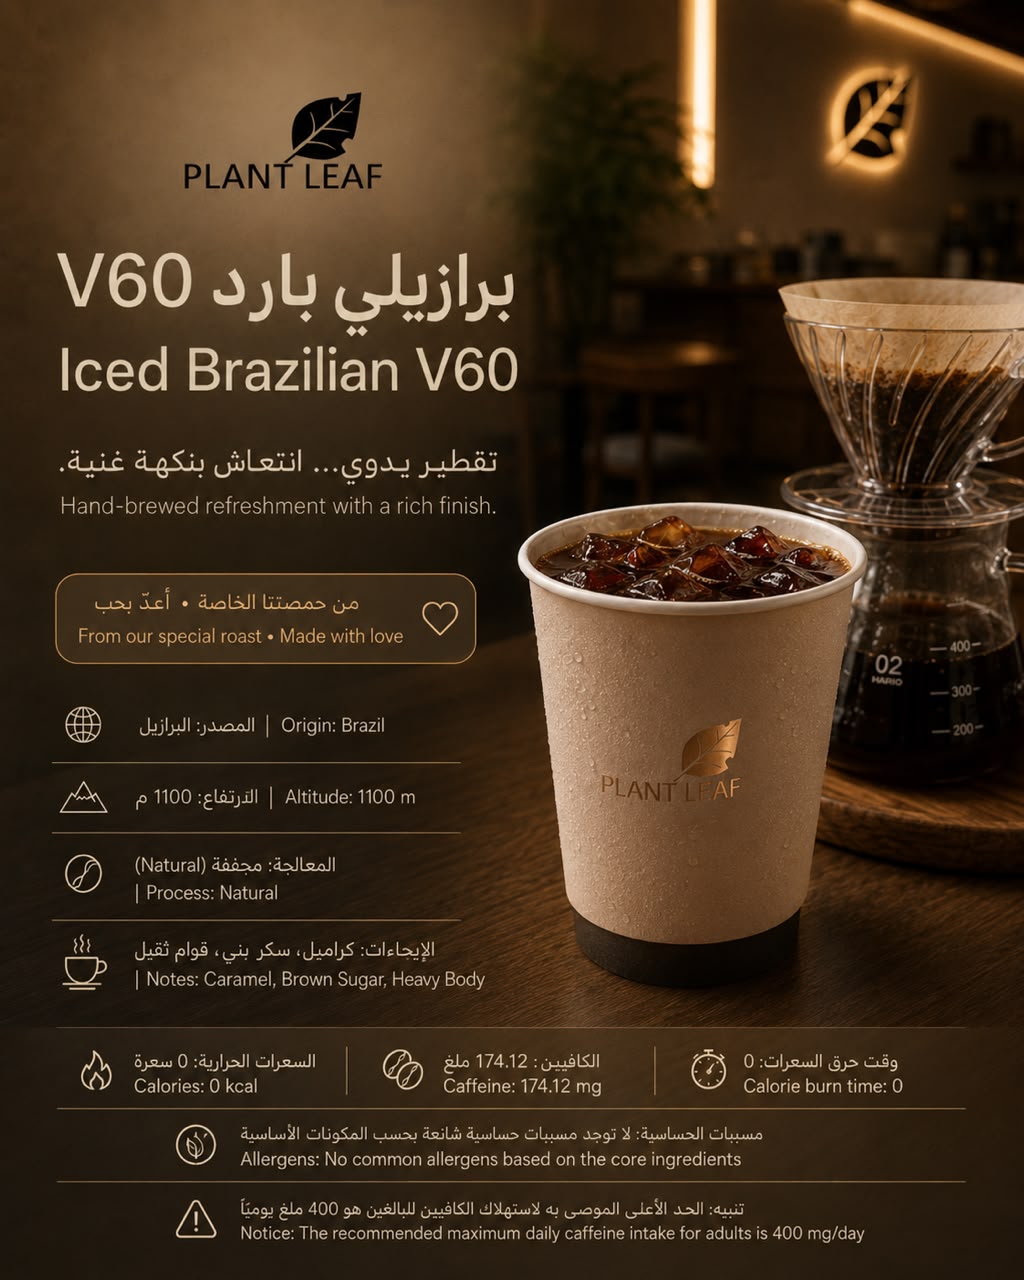 PLANT LEAF
V60 برازيلي بارد
Iced Brazilian V60
تقطير يدوي... انتعاش بنكهة غنية.
Hand-brewed refreshment with a rich finish.
من حمصتتا الخاصة • أعدّ بحب
From our special roast • Made with love
المصدر: البرازيل | Origin: Brazil
الارتفاع: 1100 م | Altitude: 1100 m
المعالجة: مجففة (Natural)
| Process: Natural
الإيحاءات: كراميل، سكر بني، قوام ثقيل
| Notes: Caramel, Brown Sugar, Heavy Body
PLANT LEAF
02
HARIO
400
300
200
السعرات الحرارية: 0 سعرة
Calories: 0 kcal
الكافيين: 174.12 ملغ
Caffeine: 174.12 mg
وقت حرق السعرات: 0
Calorie burn time: 0
مسببات الحساسية: لا توجد مسببات حساسية شائعة بحسب المكونات الأساسية
Allergens: No common allergens based on the core ingredients
تنبيه: الحد الأعلى الموصى به لاستهلاك الكافيين للبالغين هو 400 ملغ يوميًا
Notice: The recommended maximum daily caffeine intake for adults is 400 mg/day